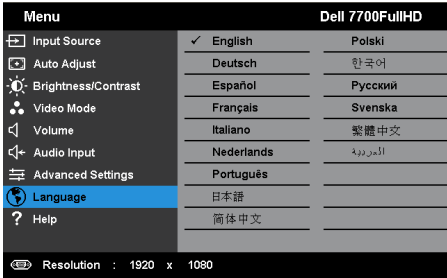 Menu Dell 7700FullHD
Input Source ✓ English Polski
Auto Adjust Deutsch 한국어
Brightness/Contrast Español Русский
Video Mode Français Svenska
Volume Italiano 繁體中文
Audio Input Nederlands العربية
Advanced Settings Português
Language 日本語
? Help 简体中文
Resolution : 1920 x 1080